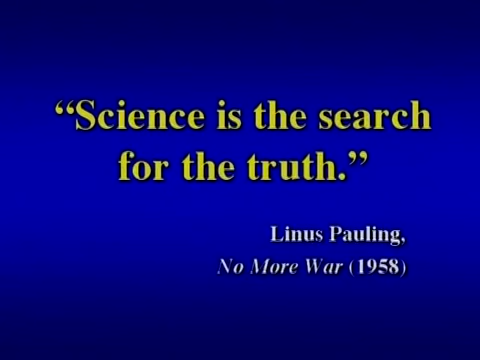 “Science is the search
for the truth.”
Linus Pauling,
No More War (1958)